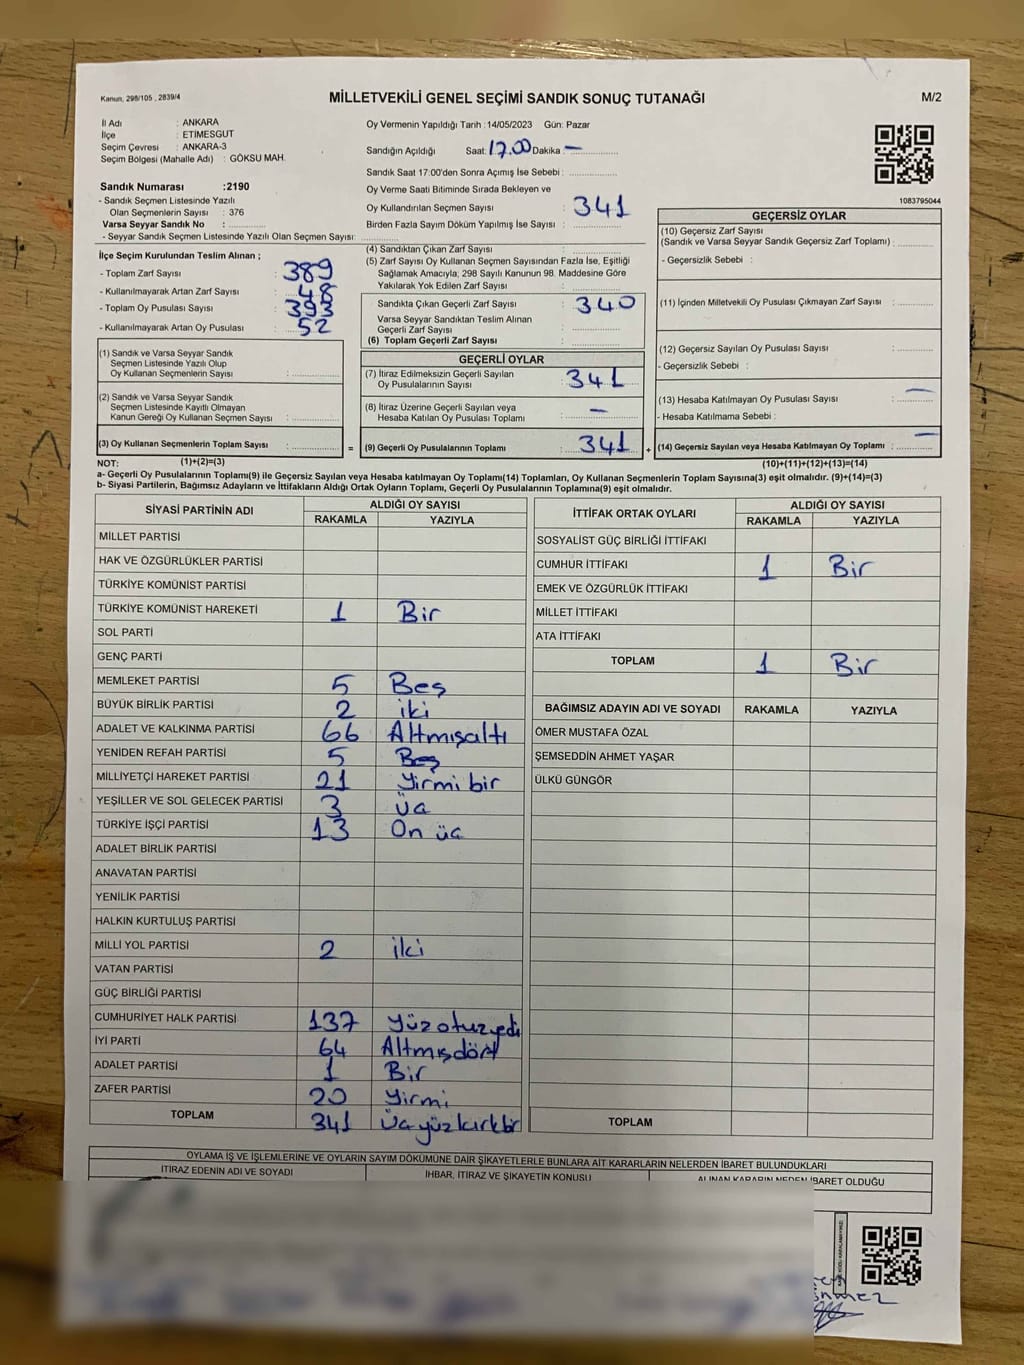 Kanun, 298/105 , 2839/4
MİLLETVEKİLİ GENEL SEÇİMİ SANDIK SONUÇ TUTANAĞI
M/2
İl Adı : ANKARA
İlçe : ETİMESGUT
Seçim Çevresi : ANKARA-3
Seçim Bölgesi (Mahalle Adı) : GÖKSU MAH.
Sandık Numarası :2190
- Sandık Seçmen Listesinde Yazılı
Olan Seçmenlerin Sayısı : 376
Varsa Seyyar Sandık No :
- Seyyar Sandık Seçmen Listesinde Yazılı Olan Seçmen Sayısı:
Oy Vermenin Yapıldığı Tarih : 14/05/2023 Gün: Pazar
Sandığın Açıldığı Saat: 17.00 Dakika : –
Sandık Saat 17:00'den Sonra Açımış İse Sebebi :
Oy Verme Saati Bitiminde Sırada Bekleyen ve
Oy Kullandırılan Seçmen Sayısı : 341
Birden Fazla Sayım Döküm Yapılmış İse Sayısı :
1083795044
İlçe Seçim Kurulundan Teslim Alınan ;
- Toplam Zarf Sayısı : 389
- Kullanılmayarak Artan Zarf Sayısı : 48
- Toplam Oy Pusulası Sayısı : 393
- Kullanılmayarak Artan Oy Pusulası : 52
(1) Sandık ve Varsa Seyyar Sandık
Seçmen Listesinde Yazılı Olup
Oy Kullanan Seçmenlerin Sayısı :
(2) Sandık ve Varsa Seyyar Sandık
Seçmen Listesinde Kayıtlı Olmayan
Kanun Gereği Oy Kullanan Seçmen Sayısı :
(3) Oy Kullanan Seçmenlerin Toplam Sayısı : =
(4) Sandıktan Çıkan Zarf Sayısı :
(5) Zarf Sayısı Oy Kullanan Seçmen Sayısından Fazla İse, Eşitliği
Sağlamak Amacıyla; 298 Sayılı Kanunun 98. Maddesine Göre
Yakılarak Yok Edilen Zarf Sayısı :
Sandıkta Çıkan Geçerli Zarf Sayısı : 340
Varsa Seyyar Sandıktan Teslim Alınan
Geçerli Zarf Sayısı :
(6) Toplam Geçerli Zarf Sayısı :
GEÇERLİ OYLAR
(7) İtiraz Edilmeksizin Geçerli Sayılan
Oy Pusulalarının Sayısı : 341
(8) İtiraz Üzerine Geçerli Sayılan veya
Hesaba Katılan Oy Pusulaları Toplamı : –
(9) Geçerli Oy Pusulalarının Toplamı : 341 +
GEÇERSİZ OYLAR
(10) Geçersiz Zarf Sayısı
(Sandık ve Varsa Seyyar Sandık Geçersiz Zarf Toplamı) :
- Geçersizlik Sebebi :
(11) İçinden Milletvekili Oy Pusulası Çıkmayan Zarf Sayısı :
(12) Geçersiz Sayılan Oy Pusulası Sayısı :
- Geçersizlik Sebebi :
(13) Hesaba Katılmayan Oy Pusulası Sayısı : –
- Hesaba Katılmama Sebebi :
(14) Geçersiz Sayılan veya Hesaba Katılmayan Oy Toplamı : –
NOT: (1)+(2)=(3)
(10)+(11)+(12)+(13)=(14)
a- Geçerli Oy Pusulalarının Toplamı(9) ile Geçersiz Sayılan veya Hesaba katılmayan Oy Toplamı(14) Toplamları, Oy Kullanan Seçmenlerin Toplam Sayısına(3) eşit olmalıdır. (9)+(14)=(3)
b- Siyasi Partilerin, Bağımsız Adayların ve İttifakların Aldığı Ortak Oyların Toplamı, Geçerli Oy Pusulalarının Toplamına(9) eşit olmalıdır.
SİYASİ PARTİNİN ADI
ALDIĞI OY SAYISI
RAKAMLA YAZIYLA
MİLLET PARTİSİ
HAK VE ÖZGÜRLÜKLER PARTİSİ
TÜRKİYE KOMÜNİST PARTİSİ
TÜRKİYE KOMÜNİST HAREKETİ 1 Bir
SOL PARTİ
GENÇ PARTİ
MEMLEKET PARTİSİ 5 Beş
BÜYÜK BİRLİK PARTİSİ 2 iki
ADALET VE KALKINMA PARTİSİ 66 Altmışaltı
YENİDEN REFAH PARTİSİ 5 Beş
MİLLİYETÇİ HAREKET PARTİSİ 21 Yirmi bir
YEŞİLLER VE SOL GELECEK PARTİSİ 3 Üç
TÜRKİYE İŞÇİ PARTİSİ 13 On üç
ADALET BİRLİK PARTİSİ
ANAVATAN PARTİSİ
YENİLİK PARTİSİ
HALKIN KURTULUŞ PARTİSİ
MİLLİ YOL PARTİSİ 2 iki
VATAN PARTİSİ
GÜÇ BİRLİĞİ PARTİSİ
CUMHURİYET HALK PARTİSİ 137 Yüzotuzyedi
İYİ PARTİ 64 Altmışdört
ADALET PARTİSİ 1 Bir
ZAFER PARTİSİ 20 Yirmi
TOPLAM 341 Üçyüzkırkbir
İTTİFAK ORTAK OYLARI
ALDIĞI OY SAYISI
RAKAMLA YAZIYLA
SOSYALİST GÜÇ BİRLİĞİ İTTİFAKI
CUMHUR İTTİFAKI 1 Bir
EMEK VE ÖZGÜRLÜK İTTİFAKI
MİLLET İTTİFAKI
ATA İTTİFAKI
TOPLAM 1 Bir
BAĞIMSIZ ADAYIN ADI VE SOYADI RAKAMLA YAZIYLA
ÖMER MUSTAFA ÖZAL
ŞEMSEDDİN AHMET YAŞAR
ÜLKÜ GÜNGÖR
TOPLAM
OYLAMA İŞ VE İŞLEMLERİNE VE OYLARIN SAYIM DÖKÜMÜNE DAİR ŞİKAYETLERLE BUNLARA AİT KARARLARIN NELERDEN İBARET BULUNDUKLARI
İTİRAZ EDENİN ADI VE SOYADI
İHBAR, İTİRAZ VE ŞİKAYETİN KONUSU
ALINAN KARARIN NEDEN İBARET OLDUĞU